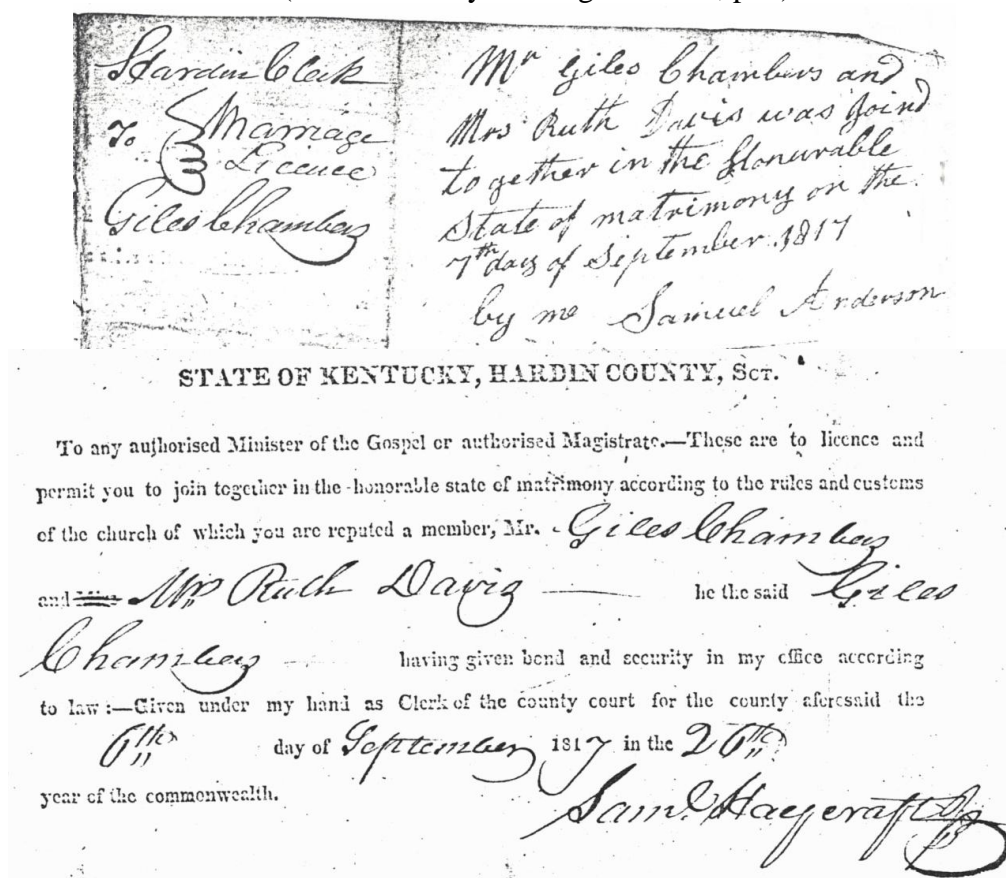 Hardin Clerk
To Marriage
Licence
Giles Chambers
Mr Giles Chambers and
Mrs Ruth Davis was Joind
together in the Honurable
State of matrimony on the
7th day of September 1817
by me Samuel Anderson
STATE OF KENTUCKY, HARDIN COUNTY, SCT.
To any authorised Minister of the Gospel or authorised Magistrate.—These are to licence and
permit you to join together in the honorable state of matrimony according to the rules and customs
of the church of which you are reputed a member, Mr. Giles Chambers
and Mrs Ruth Davis he the said Giles
Chambers having given bond and security in my office according
to law:—Given under my hand as Clerk of the county court for the county aforesaid the
6th day of September 1817 in the 26th
year of the commonwealth.
Saml Haycraft Jr